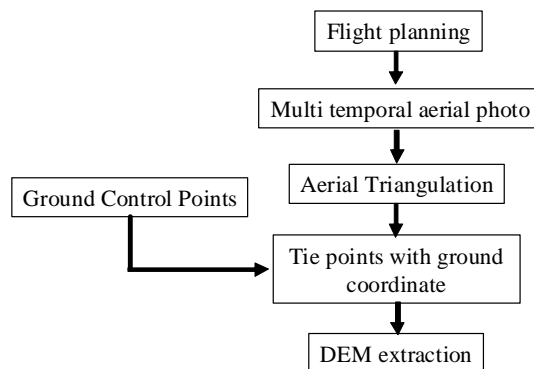 Flight planning
Multi temporal aerial photo
Aerial Triangulation
Ground Control Points
Tie points with ground
coordinate
DEM extraction